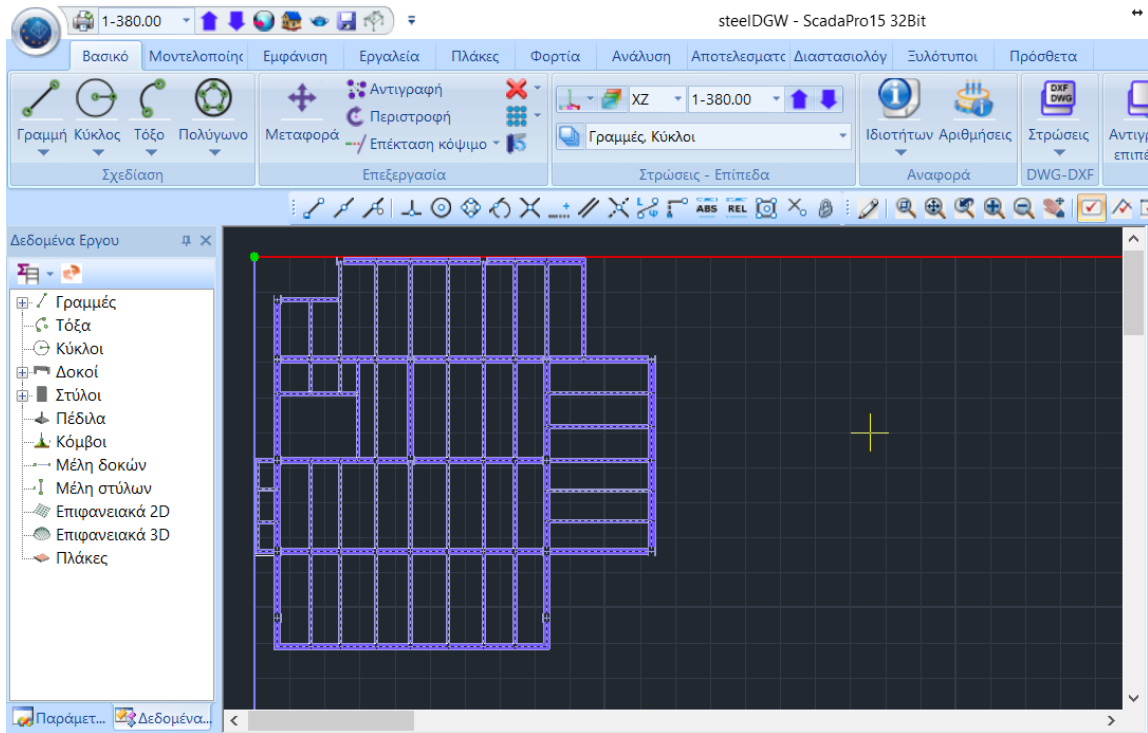 1-380.00
steelDGW - ScadaPro15 32Bit
Βασικό Μοντελοποίης Εμφάνιση Εργαλεία Πλάκες Φορτία Ανάλυση Αποτελεσματα Διαστασιολόγ Ξυλότυποι Πρόσθετα
Γραμμή Κύκλος Τόξο Πολύγωνο
Σχεδίαση
Μεταφορά
Αντιγραφή
Περιστροφή
Επέκταση κόψιμο
Επεξεργασία
XZ 1-380.00
Γραμμές, Κύκλοι
Στρώσεις - Επίπεδα
Ιδιοτήτων Αριθμήσεις
Αναφορά
DXF
DWG
Στρώσεις
DWG-DXF
Αντιγρ
επιπέ
ABS REL
Δεδομένα Εργου
Γραμμές
Τόξα
Κύκλοι
Δοκοί
Στύλοι
Πέδιλα
Κόμβοι
Μέλη δοκών
Μέλη στύλων
Επιφανειακά 2D
Επιφανειακά 3D
Πλάκες
Παράμετ... Δεδομένα...